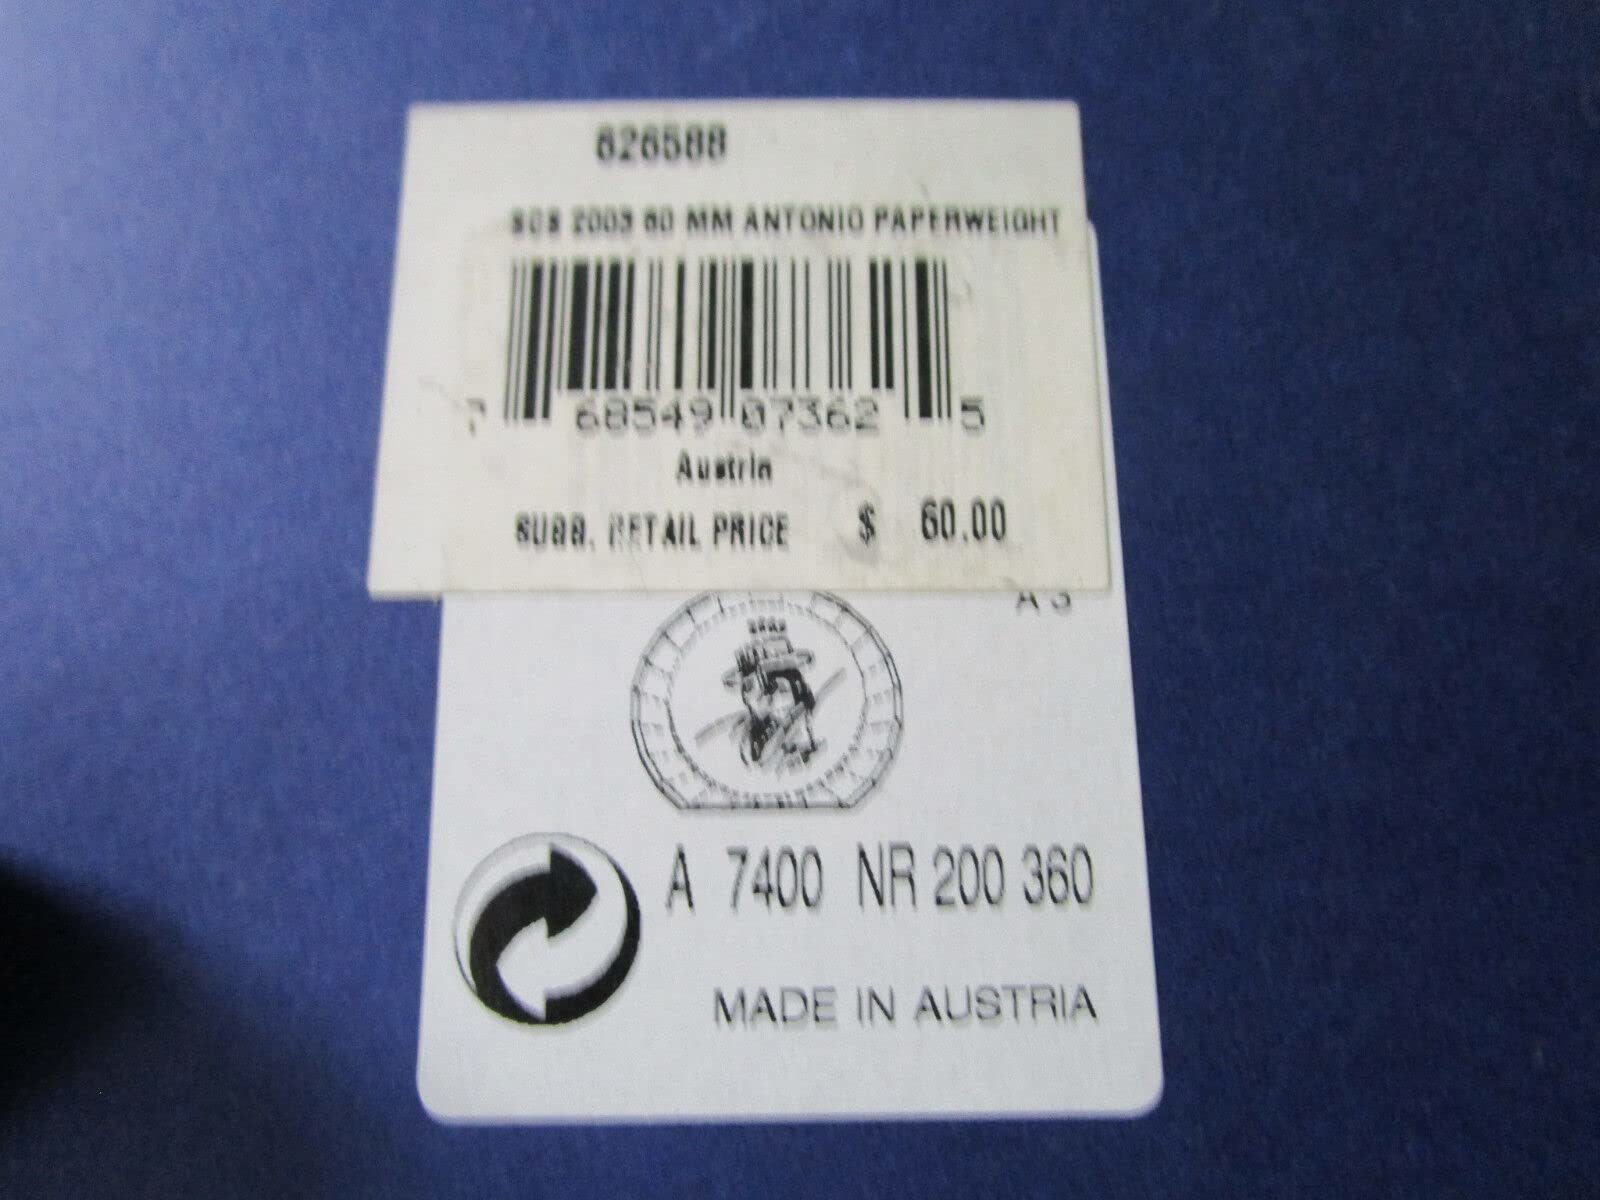 626588
SCS 2003 60 MM ANTONIO PAPERWEIGHT
7 68549 07362 5
Austria
SUGG. RETAIL PRICE $ 60.00
A 7400 NR 200 360
MADE IN AUSTRIA